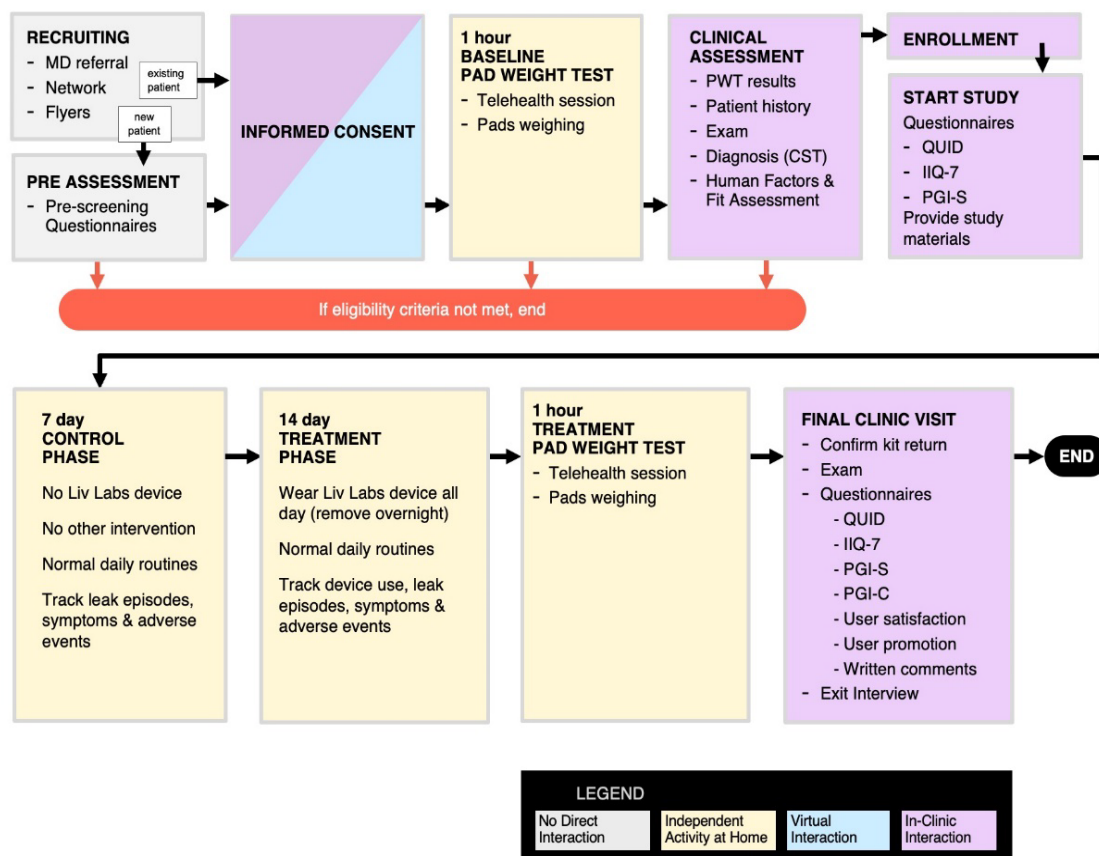 RECRUITING
- MD referral
- Network
- Flyers
existing
patient
new
patient
PRE ASSESSMENT
- Pre-screening
Questionnaires
INFORMED CONSENT
1 hour
BASELINE
PAD WEIGHT TEST
- Telehealth session
- Pads weighing
CLINICAL
ASSESSMENT
- PWT results
- Patient history
- Exam
- Diagnosis (CST)
- Human Factors &
Fit Assessment
ENROLLMENT
START STUDY
Questionnaires
- QUID
- IIQ-7
- PGI-S
Provide study
materials
If eligibility criteria not met, end
7 day
CONTROL
PHASE
No Liv Labs device
No other intervention
Normal daily routines
Track leak episodes,
symptoms & adverse
events
14 day
TREATMENT
PHASE
Wear Liv Labs device all
day (remove overnight)
Normal daily routines
Track device use, leak
episodes, symptoms &
adverse events
1 hour
TREATMENT
PAD WEIGHT TEST
- Telehealth session
- Pads weighing
FINAL CLINIC VISIT
- Confirm kit return
- Exam
- Questionnaires
- QUID
- IIQ-7
- PGI-S
- PGI-C
- User satisfaction
- User promotion
- Written comments
- Exit Interview
END
LEGEND
No Direct
Interaction
Independent
Activity at Home
Virtual
Interaction
In-Clinic
Interaction